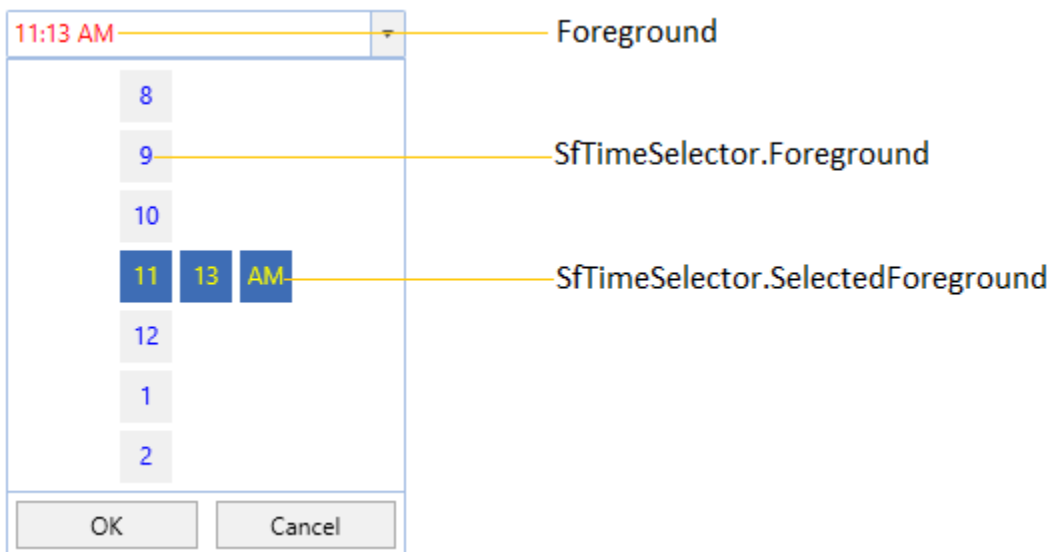 11:13 AM Foreground
8
9 SfTimeSelector.Foreground
10
11 13 AM SfTimeSelector.SelectedForeground
12
1
2
OK Cancel